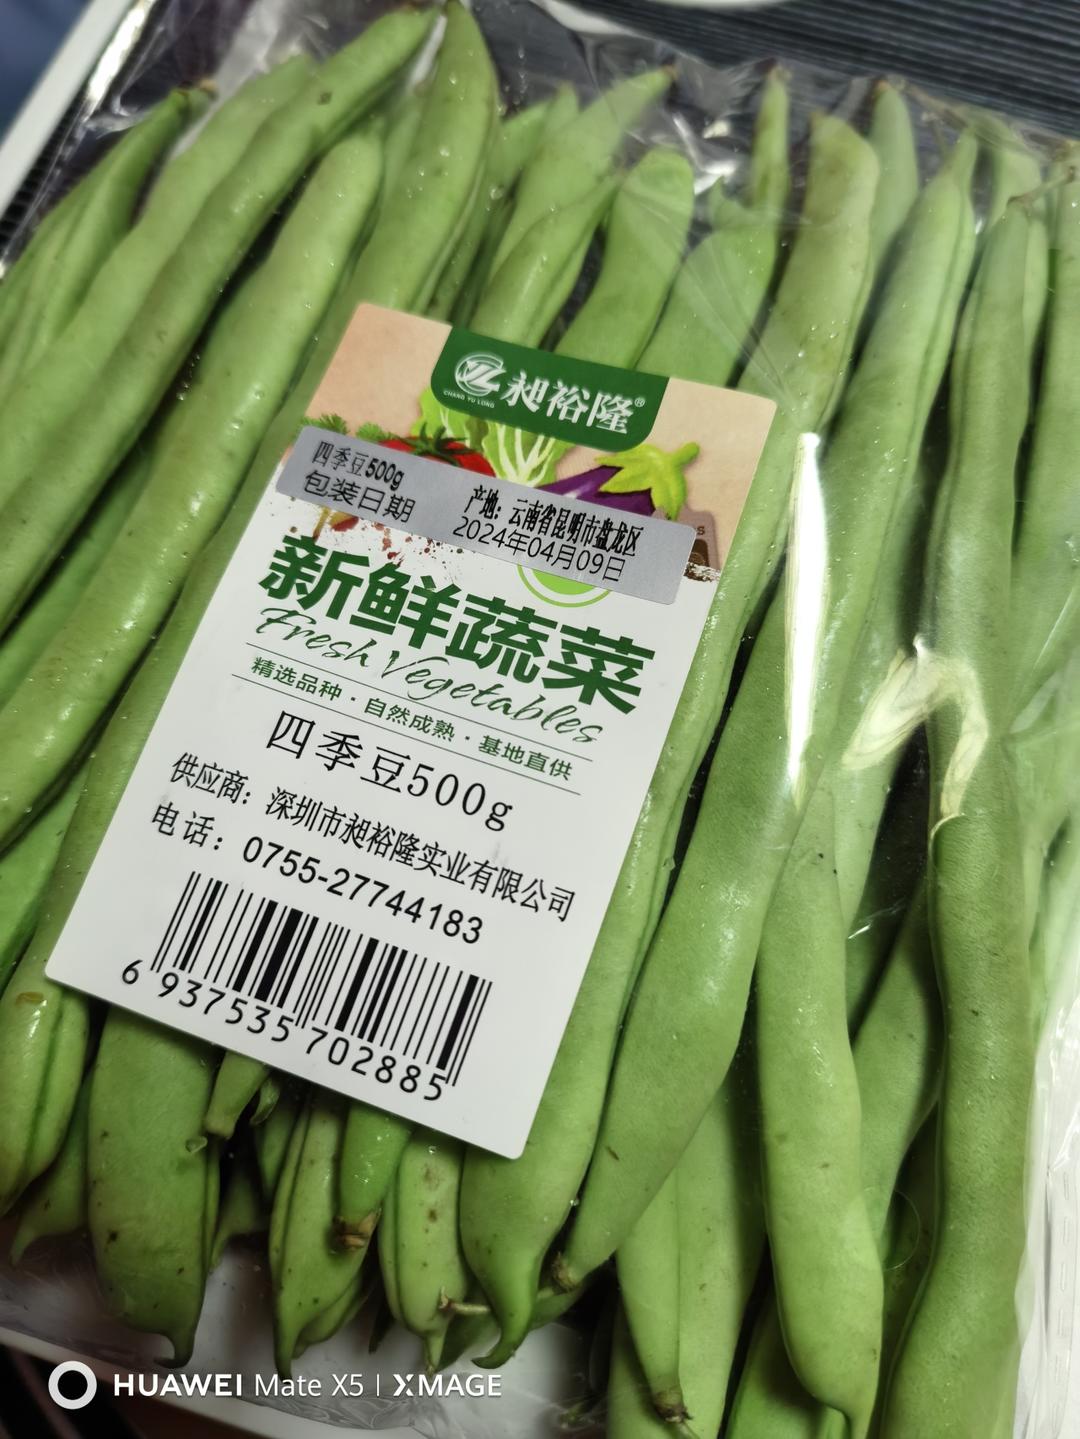 昶裕隆®
CHANG YU LONG
四季豆500g
产地：云南省昆明市盘龙区
包装日期
2024年04月09日
新鲜蔬菜
Fresh Vegetables
精选品种·自然成熟·基地直供
四季豆500g
供应商：深圳市昶裕隆实业有限公司
电话：0755-27744183
6 937535 702885
HUAWEI Mate X5 | XMAGE